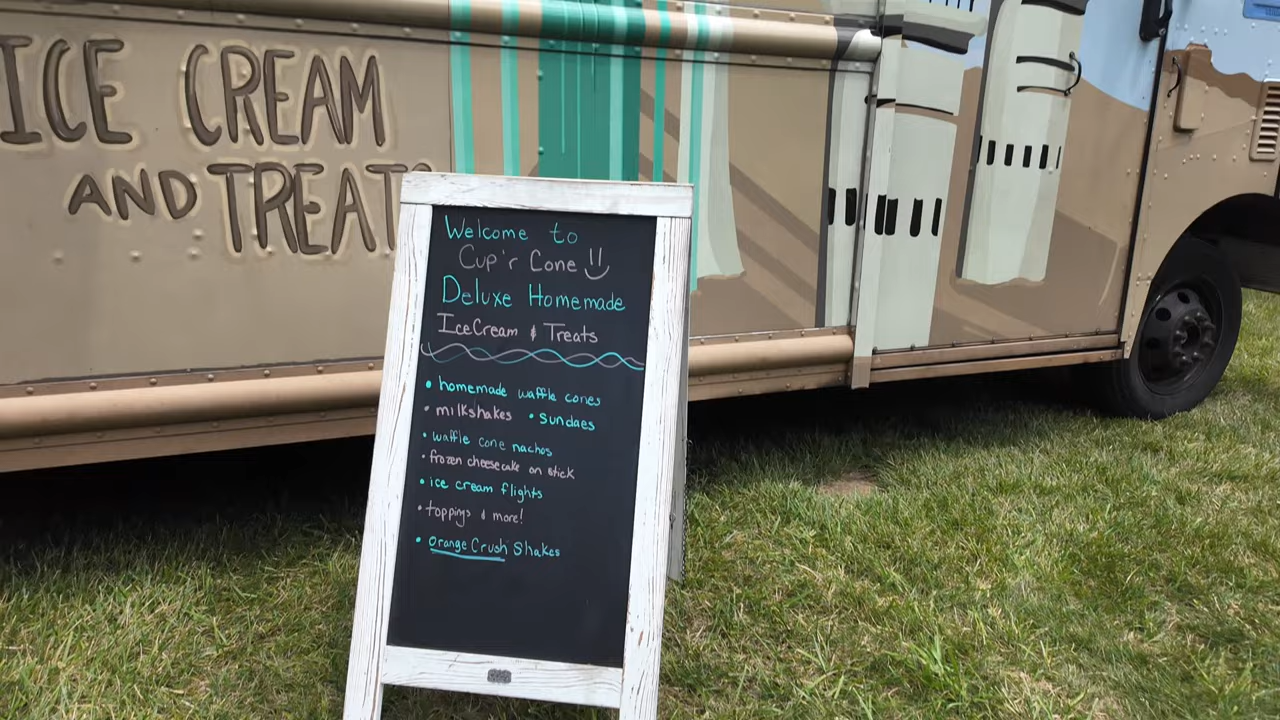 ICE CREAM
AND TREATS
Welcome to
Cup'r Cone !!
Deluxe Homemade
IceCream & Treats
• homemade waffle cones
• milkshakes • sundaes
• waffle cone nachos
• frozen cheesecake on stick
• ice cream flights
• toppings & more!
• Orange Crush Shakes